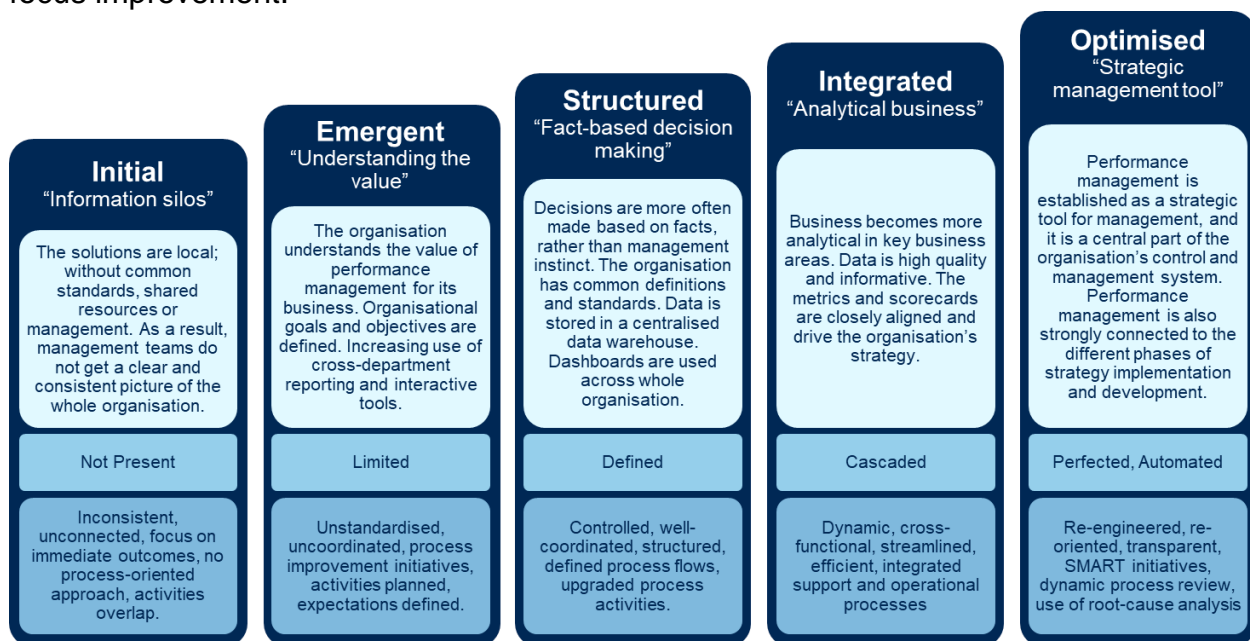 focus improvement.
Initial
“Information silos”
The solutions are local;
without common
standards, shared
resources or
management. As a result,
management teams do
not get a clear and
consistent picture of the
whole organisation.
Not Present
Inconsistent,
unconnected, focus on
immediate outcomes, no
process-oriented
approach, activities
overlap.
Emergent
“Understanding the
value”
The organisation
understands the value of
performance
management for its
business. Organisational
goals and objectives are
defined. Increasing use of
cross-department
reporting and interactive
tools.
Limited
Unstandardised,
uncoordinated, process
improvement initiatives,
activities planned,
expectations defined.
Structured
“Fact-based decision
making”
Decisions are more often
made based on facts,
rather than management
instinct. The organisation
has common definitions
and standards. Data is
stored in a centralised
data warehouse.
Dashboards are used
across whole
organisation.
Defined
Controlled, well-
coordinated, structured,
defined process flows,
upgraded process
activities.
Integrated
“Analytical business”
Business becomes more
analytical in key business
areas. Data is high quality
and informative. The
metrics and scorecards
are closely aligned and
drive the organisation’s
strategy.
Cascaded
Dynamic, cross-
functional, streamlined,
efficient, integrated
support and operational
processes
Optimised
“Strategic
management tool”
Performance
management is
established as a strategic
tool for management, and
it is a central part of the
organisation’s control and
management system.
Performance
management is also
strongly connected to the
different phases of
strategy implementation
and development.
Perfected, Automated
Re-engineered, re-
oriented, transparent,
SMART initiatives,
dynamic process review,
use of root-cause analysis